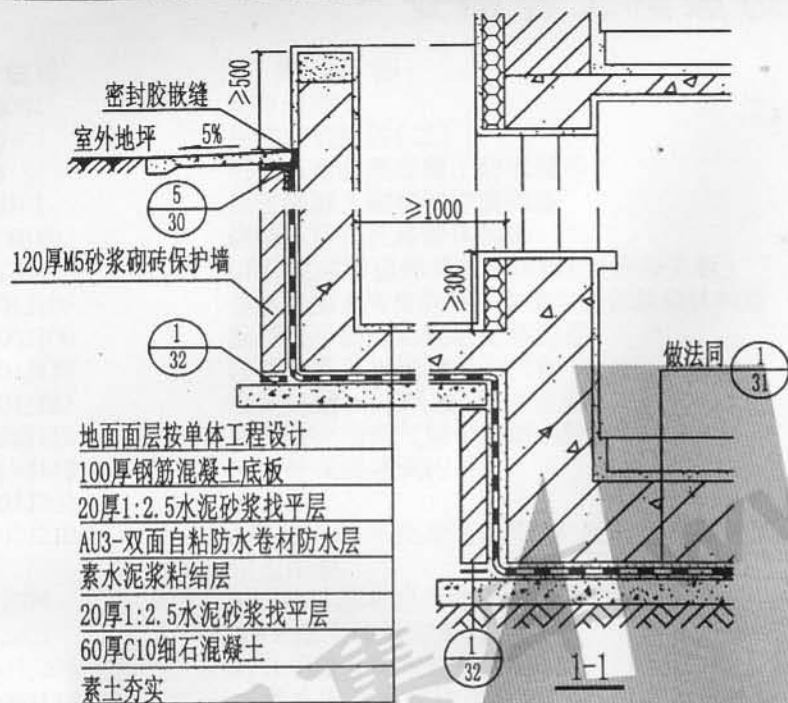 ≥500
密封胶嵌缝
室外地坪
5%
5
30
≥1000
120厚M5砂浆砌砖保护墙
≥300
1
32
做法同
1
31
地面面层按单体工程设计
100厚钢筋混凝土底板
20厚1:2.5水泥砂浆找平层
AU3-双面自粘防水卷材防水层
素水泥浆粘结层
20厚1:2.5水泥砂浆找平层
60厚C10细石混凝土
素土夯实
1
32
1-1